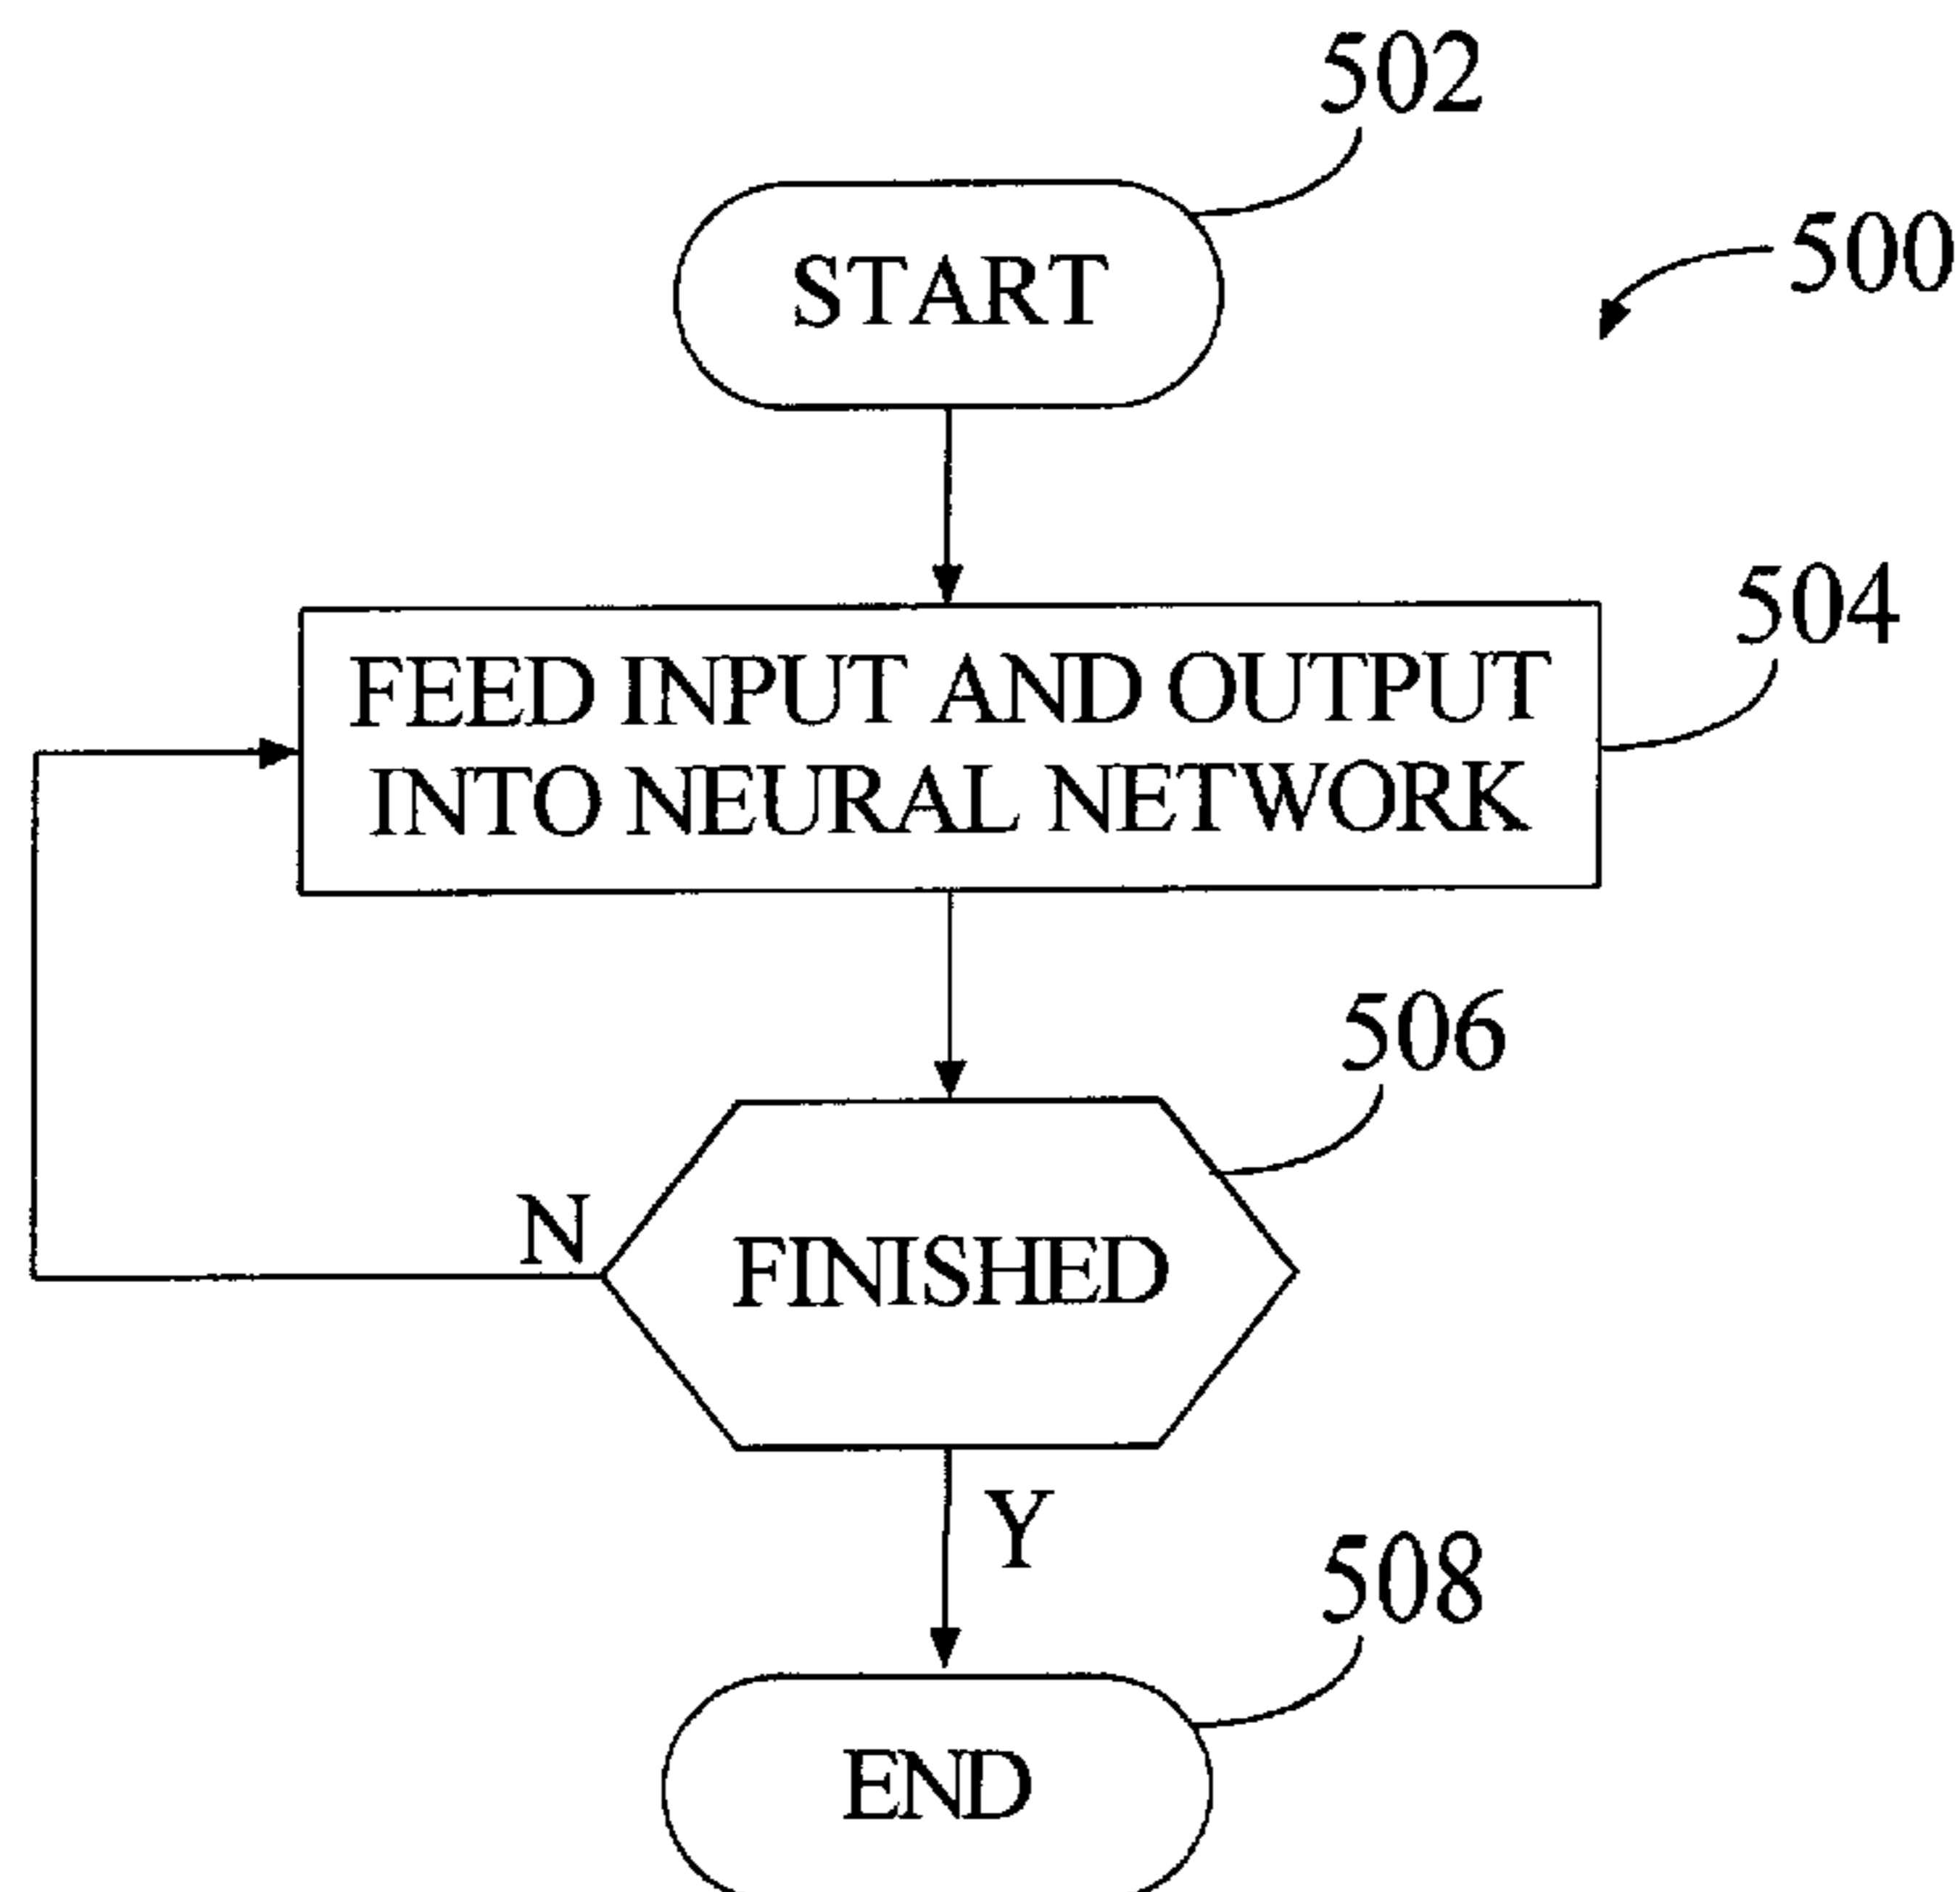 502
START
500
504
FEED INPUT AND OUTPUT
INTO NEURAL NETWORK
506
N
FINISHED
Y
508
END